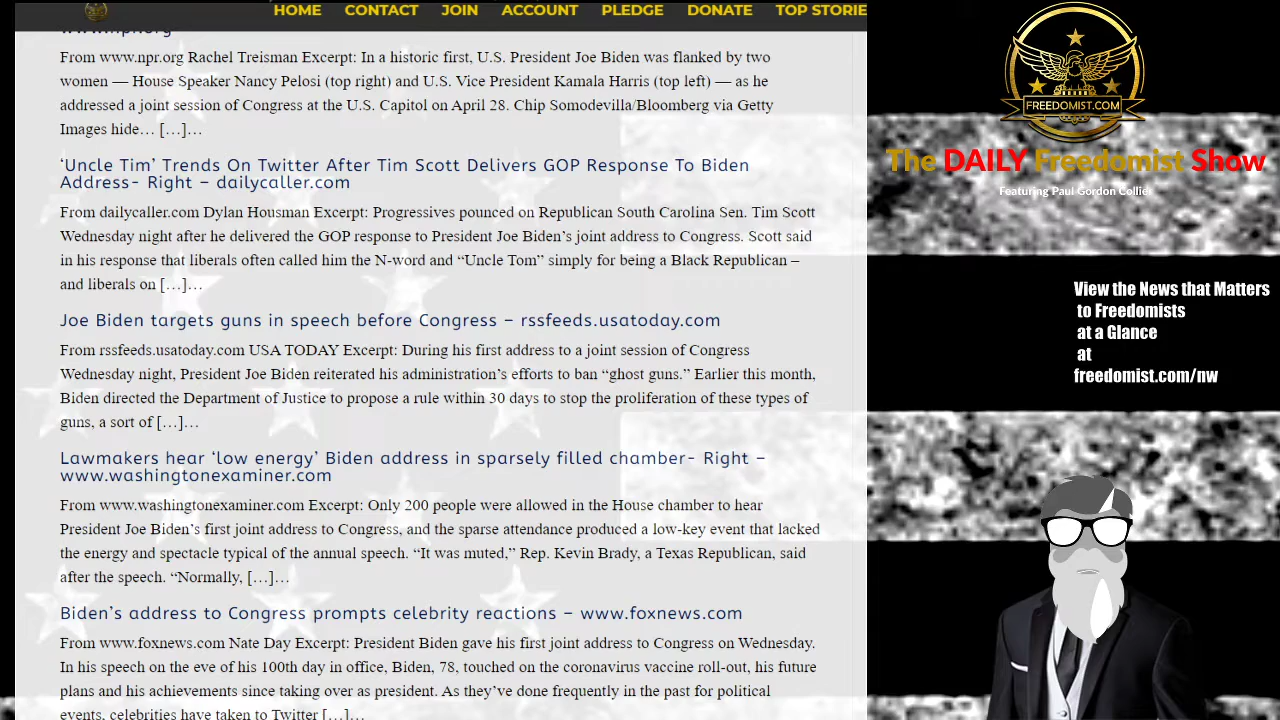 HOME CONTACT JOIN ACCOUNT PLEDGE DONATE TOP STORIE
www.npr.org
From www.npr.org Rachel Treisman Excerpt: In a historic first, U.S. President Joe Biden was flanked by two
women — House Speaker Nancy Pelosi (top right) and U.S. Vice President Kamala Harris (top left) — as he
addressed a joint session of Congress at the U.S. Capitol on April 28. Chip Somodevilla/Bloomberg via Getty
Images hide… […]…
‘Uncle Tim’ Trends On Twitter After Tim Scott Delivers GOP Response To Biden
Address- Right – dailycaller.com
From dailycaller.com Dylan Housman Excerpt: Progressives pounced on Republican South Carolina Sen. Tim Scott
Wednesday night after he delivered the GOP response to President Joe Biden’s joint address to Congress. Scott said
in his response that liberals often called him the N-word and “Uncle Tom” simply for being a Black Republican –
and liberals on […]…
Joe Biden targets guns in speech before Congress – rssfeeds.usatoday.com
From rssfeeds.usatoday.com USA TODAY Excerpt: During his first address to a joint session of Congress
Wednesday night, President Joe Biden reiterated his administration’s efforts to ban “ghost guns.” Earlier this month,
Biden directed the Department of Justice to propose a rule within 30 days to stop the proliferation of these types of
guns, a sort of […]…
Lawmakers hear ‘low energy’ Biden address in sparsely filled chamber- Right –
www.washingtonexaminer.com
From www.washingtonexaminer.com Excerpt: Only 200 people were allowed in the House chamber to hear
President Joe Biden’s first joint address to Congress, and the sparse attendance produced a low-key event that lacked
the energy and spectacle typical of the annual speech. “It was muted,” Rep. Kevin Brady, a Texas Republican, said
after the speech. “Normally, […]…
Biden’s address to Congress prompts celebrity reactions – www.foxnews.com
From www.foxnews.com Nate Day Excerpt: President Biden gave his first joint address to Congress on Wednesday.
In his speech on the eve of his 100th day in office, Biden, 78, touched on the coronavirus vaccine roll-out, his future
plans and his achievements since taking over as president. As they’ve done frequently in the past for political
events, celebrities have taken to Twitter […]…
FREEDOMIST.COM
The DAILY Freedomist Show
Featuring Paul Gordon Collier
View the News that Matters
to Freedomists
at a Glance
at
freedomist.com/nw